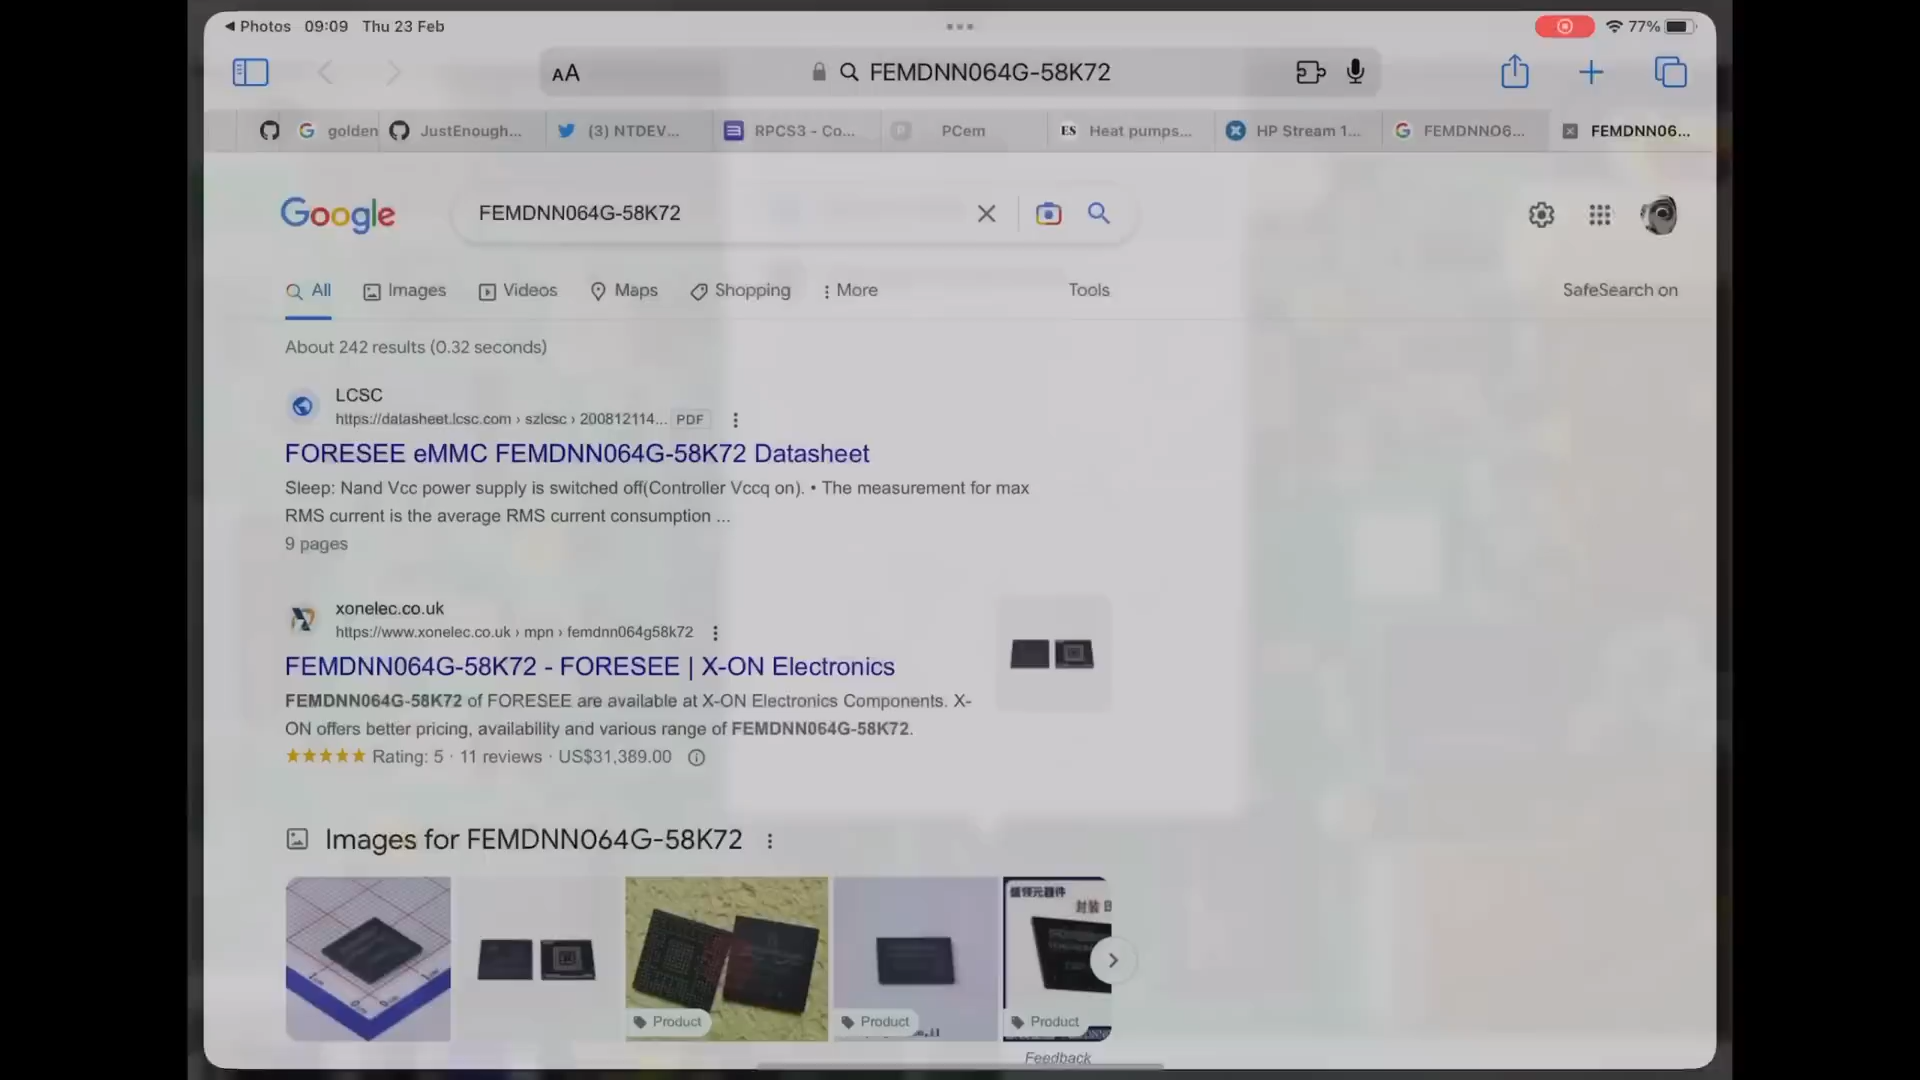 Photos 09:09 Thu 23 Feb
77%
AA FEMDNN064G-58K72
golden JustEnough... (3) NTDEV... RPCS3 - Co... PCem ES Heat pumps... HP Stream 1... FEMDNNO6... FEMDNN06...
Google FEMDNN064G-58K72
All Images Videos Maps Shopping More Tools SafeSearch on
About 242 results (0.32 seconds)
LCSC
https://datasheet.lcsc.com › szlcsc › 200812114... PDF
FORESEE eMMC FEMDNN064G-58K72 Datasheet
Sleep: Nand Vcc power supply is switched off(Controller Vccq on). • The measurement for max
RMS current is the average RMS current consumption ...
9 pages
xonelec.co.uk
https://www.xonelec.co.uk › mpn › femdnn064g58k72
FEMDNN064G-58K72 - FORESEE | X-ON Electronics
FEMDNN064G-58K72 of FORESEE are available at X-ON Electronics Components. X-
ON offers better pricing, availability and various range of FEMDNN064G-58K72.
Rating: 5 · 11 reviews · US$31,389.00
Images for FEMDNN064G-58K72
Product Product Product
Feedback